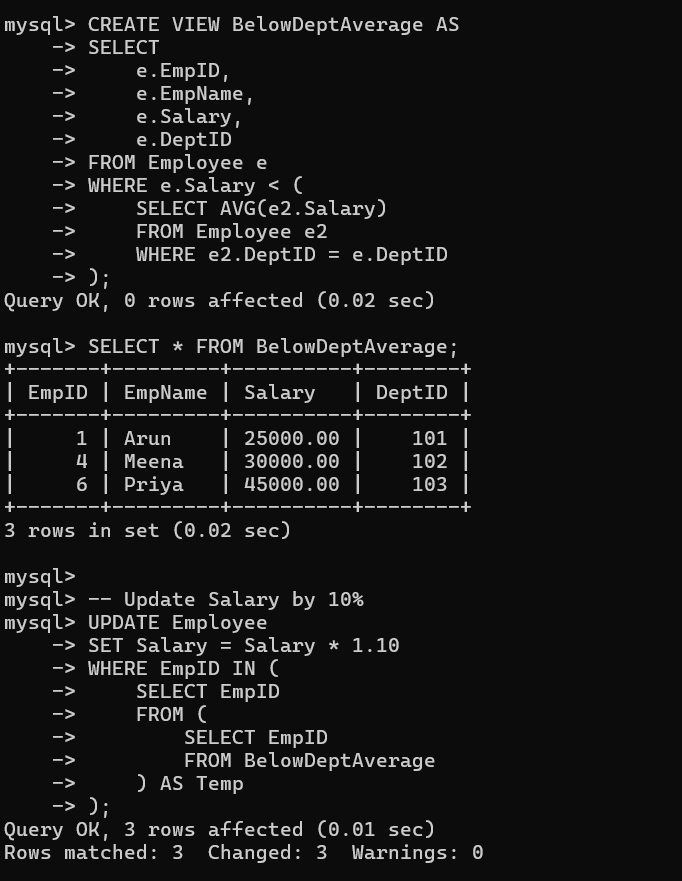 mysql> CREATE VIEW BelowDeptAverage AS
    -> SELECT
    ->     e.EmpID,
    ->     e.EmpName,
    ->     e.Salary,
    ->     e.DeptID
    -> FROM Employee e
    -> WHERE e.Salary < (
    ->     SELECT AVG(e2.Salary)
    ->     FROM Employee e2
    ->     WHERE e2.DeptID = e.DeptID
    -> );
Query OK, 0 rows affected (0.02 sec)

mysql> SELECT * FROM BelowDeptAverage;
+-------+---------+----------+--------+
| EmpID | EmpName | Salary   | DeptID |
+-------+---------+----------+--------+
|     1 | Arun    | 25000.00 |    101 |
|     4 | Meena   | 30000.00 |    102 |
|     6 | Priya   | 45000.00 |    103 |
+-------+---------+----------+--------+
3 rows in set (0.02 sec)

mysql>
mysql> -- Update Salary by 10%
mysql> UPDATE Employee
    -> SET Salary = Salary * 1.10
    -> WHERE EmpID IN (
    ->     SELECT EmpID
    ->     FROM (
    ->         SELECT EmpID
    ->         FROM BelowDeptAverage
    ->     ) AS Temp
    -> );
Query OK, 3 rows affected (0.01 sec)
Rows matched: 3  Changed: 3  Warnings: 0